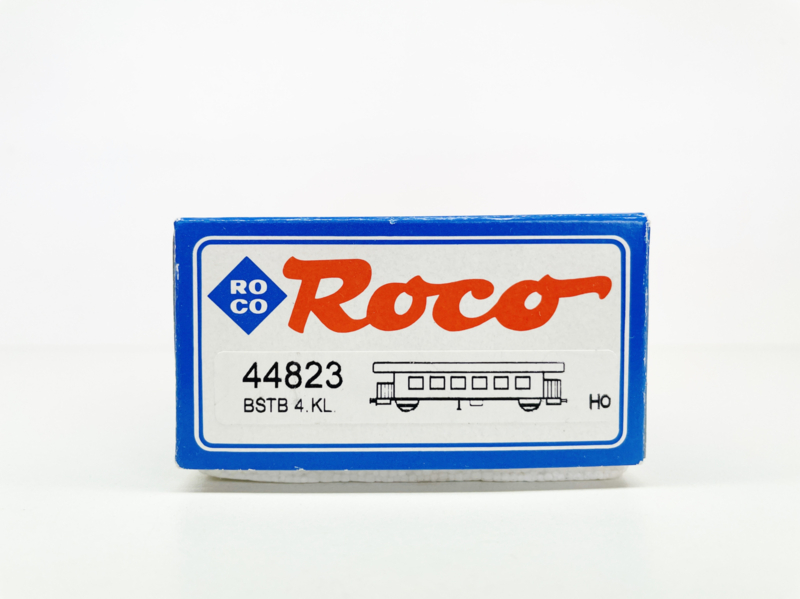 RO
CO
Roco
44823
BSTB 4.KL.
HO